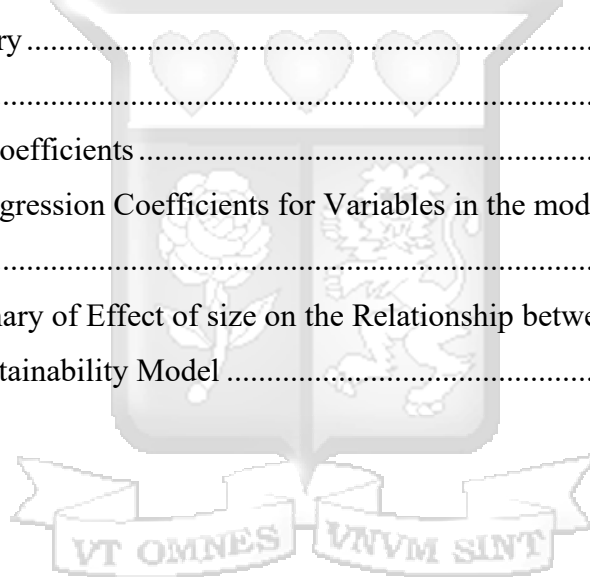 ry ........................................................................
........................................................................
oefficients ............................................................
gression Coefficients for Variables in the mod
........................................................................
ary of Effect of size on the Relationship betwe
tainability Model .............................................
VT OMNES VNVM SINT